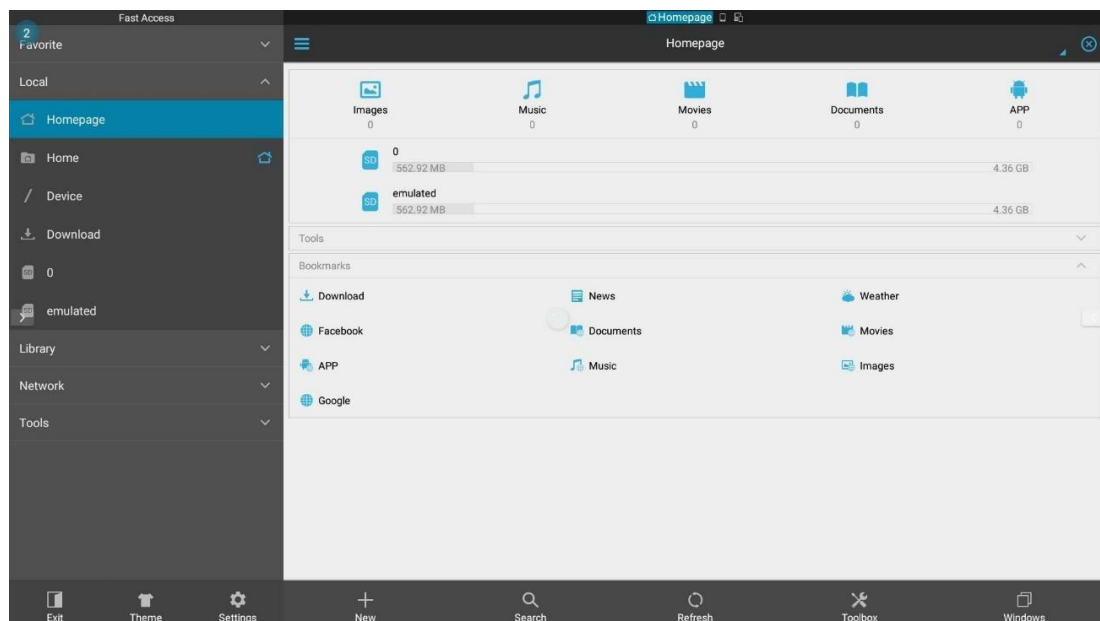 Fast Access
2
Favorite
Local
Homepage
Home
Device
Download
0
emulated
Library
Network
Tools
Exit
Theme
Settings
Homepage
Homepage
Images
0
Music
0
Movies
0
Documents
0
APP
0
SD
0
562.92 MB
4.36 GB
SD
emulated
562.92 MB
4.36 GB
Tools
Bookmarks
Download
News
Weather
Facebook
Documents
Movies
APP
Music
Images
Google
New
Search
Refresh
Toolbox
Windows